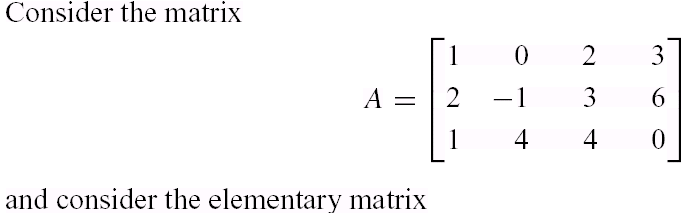 Consider the matrix
1 0 2 3
A = 2 −1 3 6
1 4 4 0
and consider the elementary matrix